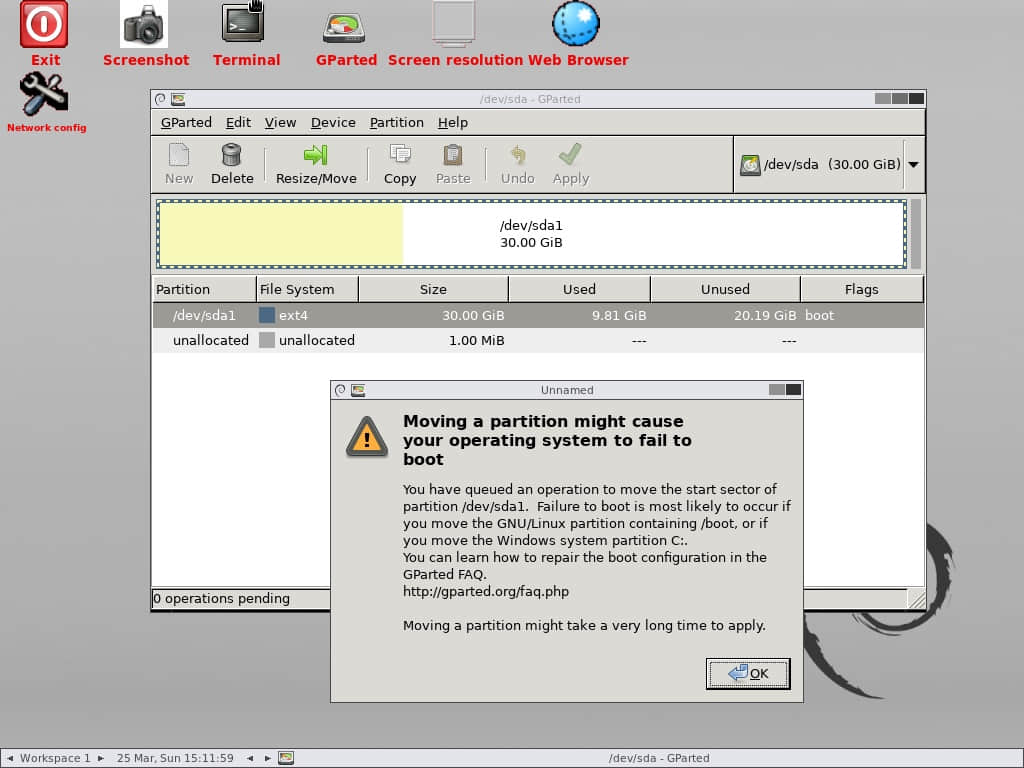 Exit
Screenshot
Terminal
GParted
Screen resolution
Web Browser
Network config
/dev/sda - GParted
GParted Edit View Device Partition Help
New Delete Resize/Move Copy Paste Undo Apply
/dev/sda (30.00 GiB)
/dev/sda1
30.00 GiB
Partition File System Size Used Unused Flags
/dev/sda1 ext4 30.00 GiB 9.81 GiB 20.19 GiB boot
unallocated unallocated 1.00 MiB --- ---
Unnamed
Moving a partition might cause
your operating system to fail to
boot
You have queued an operation to move the start sector of
partition /dev/sda1.  Failure to boot is most likely to occur if
you move the GNU/Linux partition containing /boot, or if
you move the Windows system partition C:.
You can learn how to repair the boot configuration in the
GParted FAQ.
http://gparted.org/faq.php
Moving a partition might take a very long time to apply.
OK
0 operations pending
Workspace 1 25 Mar, Sun 15:11:59 /dev/sda - GParted